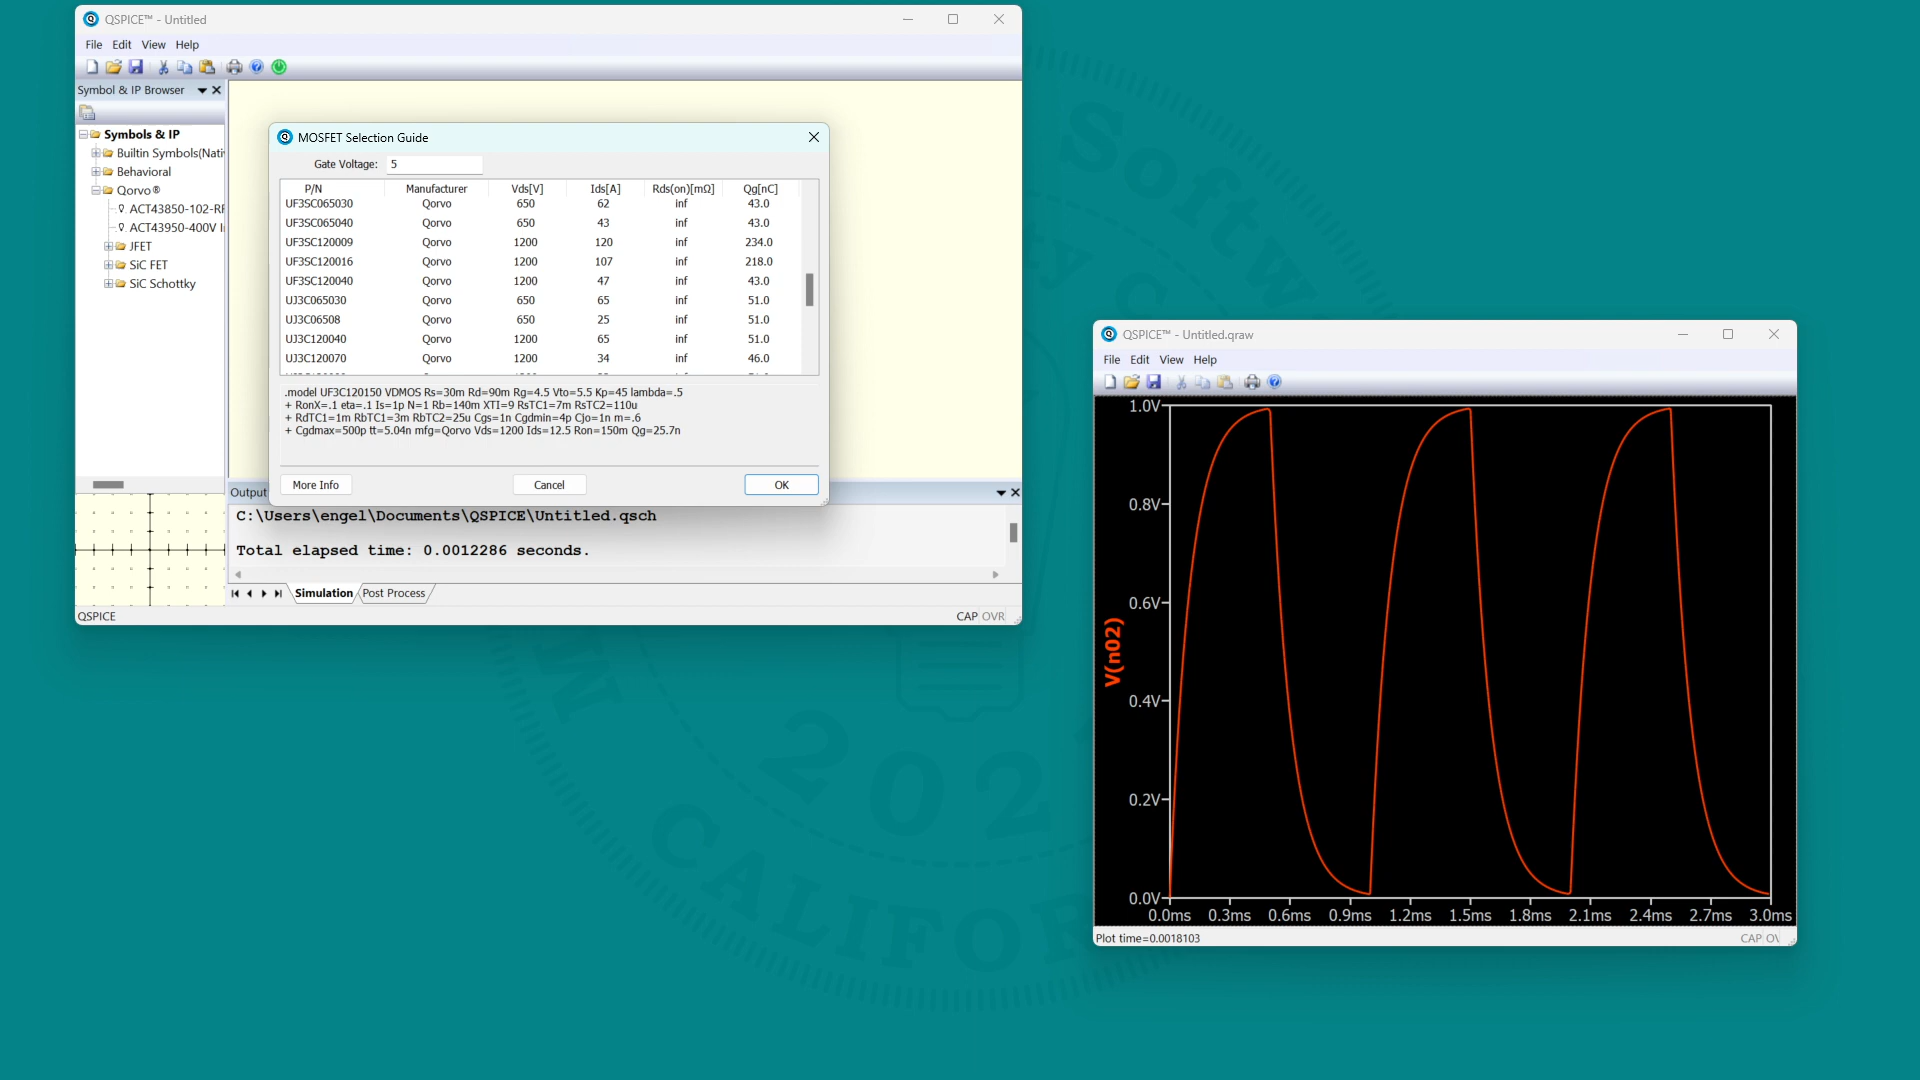 QSPICE™ - Untitled
File Edit View Help
Symbol & IP Browser
Symbols & IP
Builtin Symbols(Nati
Behavioral
Qorvo®
ACT43850-102-RE
ACT43950-400V I
JFET
SiC FET
SiC Schottky
MOSFET Selection Guide
Gate Voltage: 5
P/N Manufacturer Vds[V] Ids[A] Rds(on)[mΩ] Qg[nC]
UF3SC065030 Qorvo 650 62 inf 43.0
UF3SC065040 Qorvo 650 43 inf 43.0
UF3SC120009 Qorvo 1200 120 inf 234.0
UF3SC120016 Qorvo 1200 107 inf 218.0
UF3SC120040 Qorvo 1200 47 inf 43.0
UJ3C065030 Qorvo 650 65 inf 51.0
UJ3C06508 Qorvo 650 25 inf 51.0
UJ3C120040 Qorvo 1200 65 inf 51.0
UJ3C120070 Qorvo 1200 34 inf 46.0
.model UF3C120150 VDMOS Rs=30m Rd=90m Rg=4.5 Vto=5.5 Kp=45 lambda=.5
+ RonX=.1 eta=.1 Is=1p N=1 Rb=140m XTI=9 RsTC1=7m RsTC2=110u
+ RdTC1=1m RbTC1=3m RbTC2=25u Cgs=1n Cgdmin=4p Cjo=1n m=.6
+ Cgdmax=500p tt=5.04n mfg=Qorvo Vds=1200 Ids=12.5 Ron=150m Qg=25.7n
More Info Cancel OK
Output
C:\Users\engel\Documents\QSPICE\Untitled.qsch
Total elapsed time: 0.0012286 seconds.
Simulation Post Process
QSPICE CAP OVR
QSPICE™ - Untitled.qraw
File Edit View Help
1.0V
0.8V
0.6V
0.4V
0.2V
0.0V
V(n02)
0.0ms 0.3ms 0.6ms 0.9ms 1.2ms 1.5ms 1.8ms 2.1ms 2.4ms 2.7ms 3.0ms
Plot time=0.0018103 CAP OV
Softw
ty C
202
CALIFOR